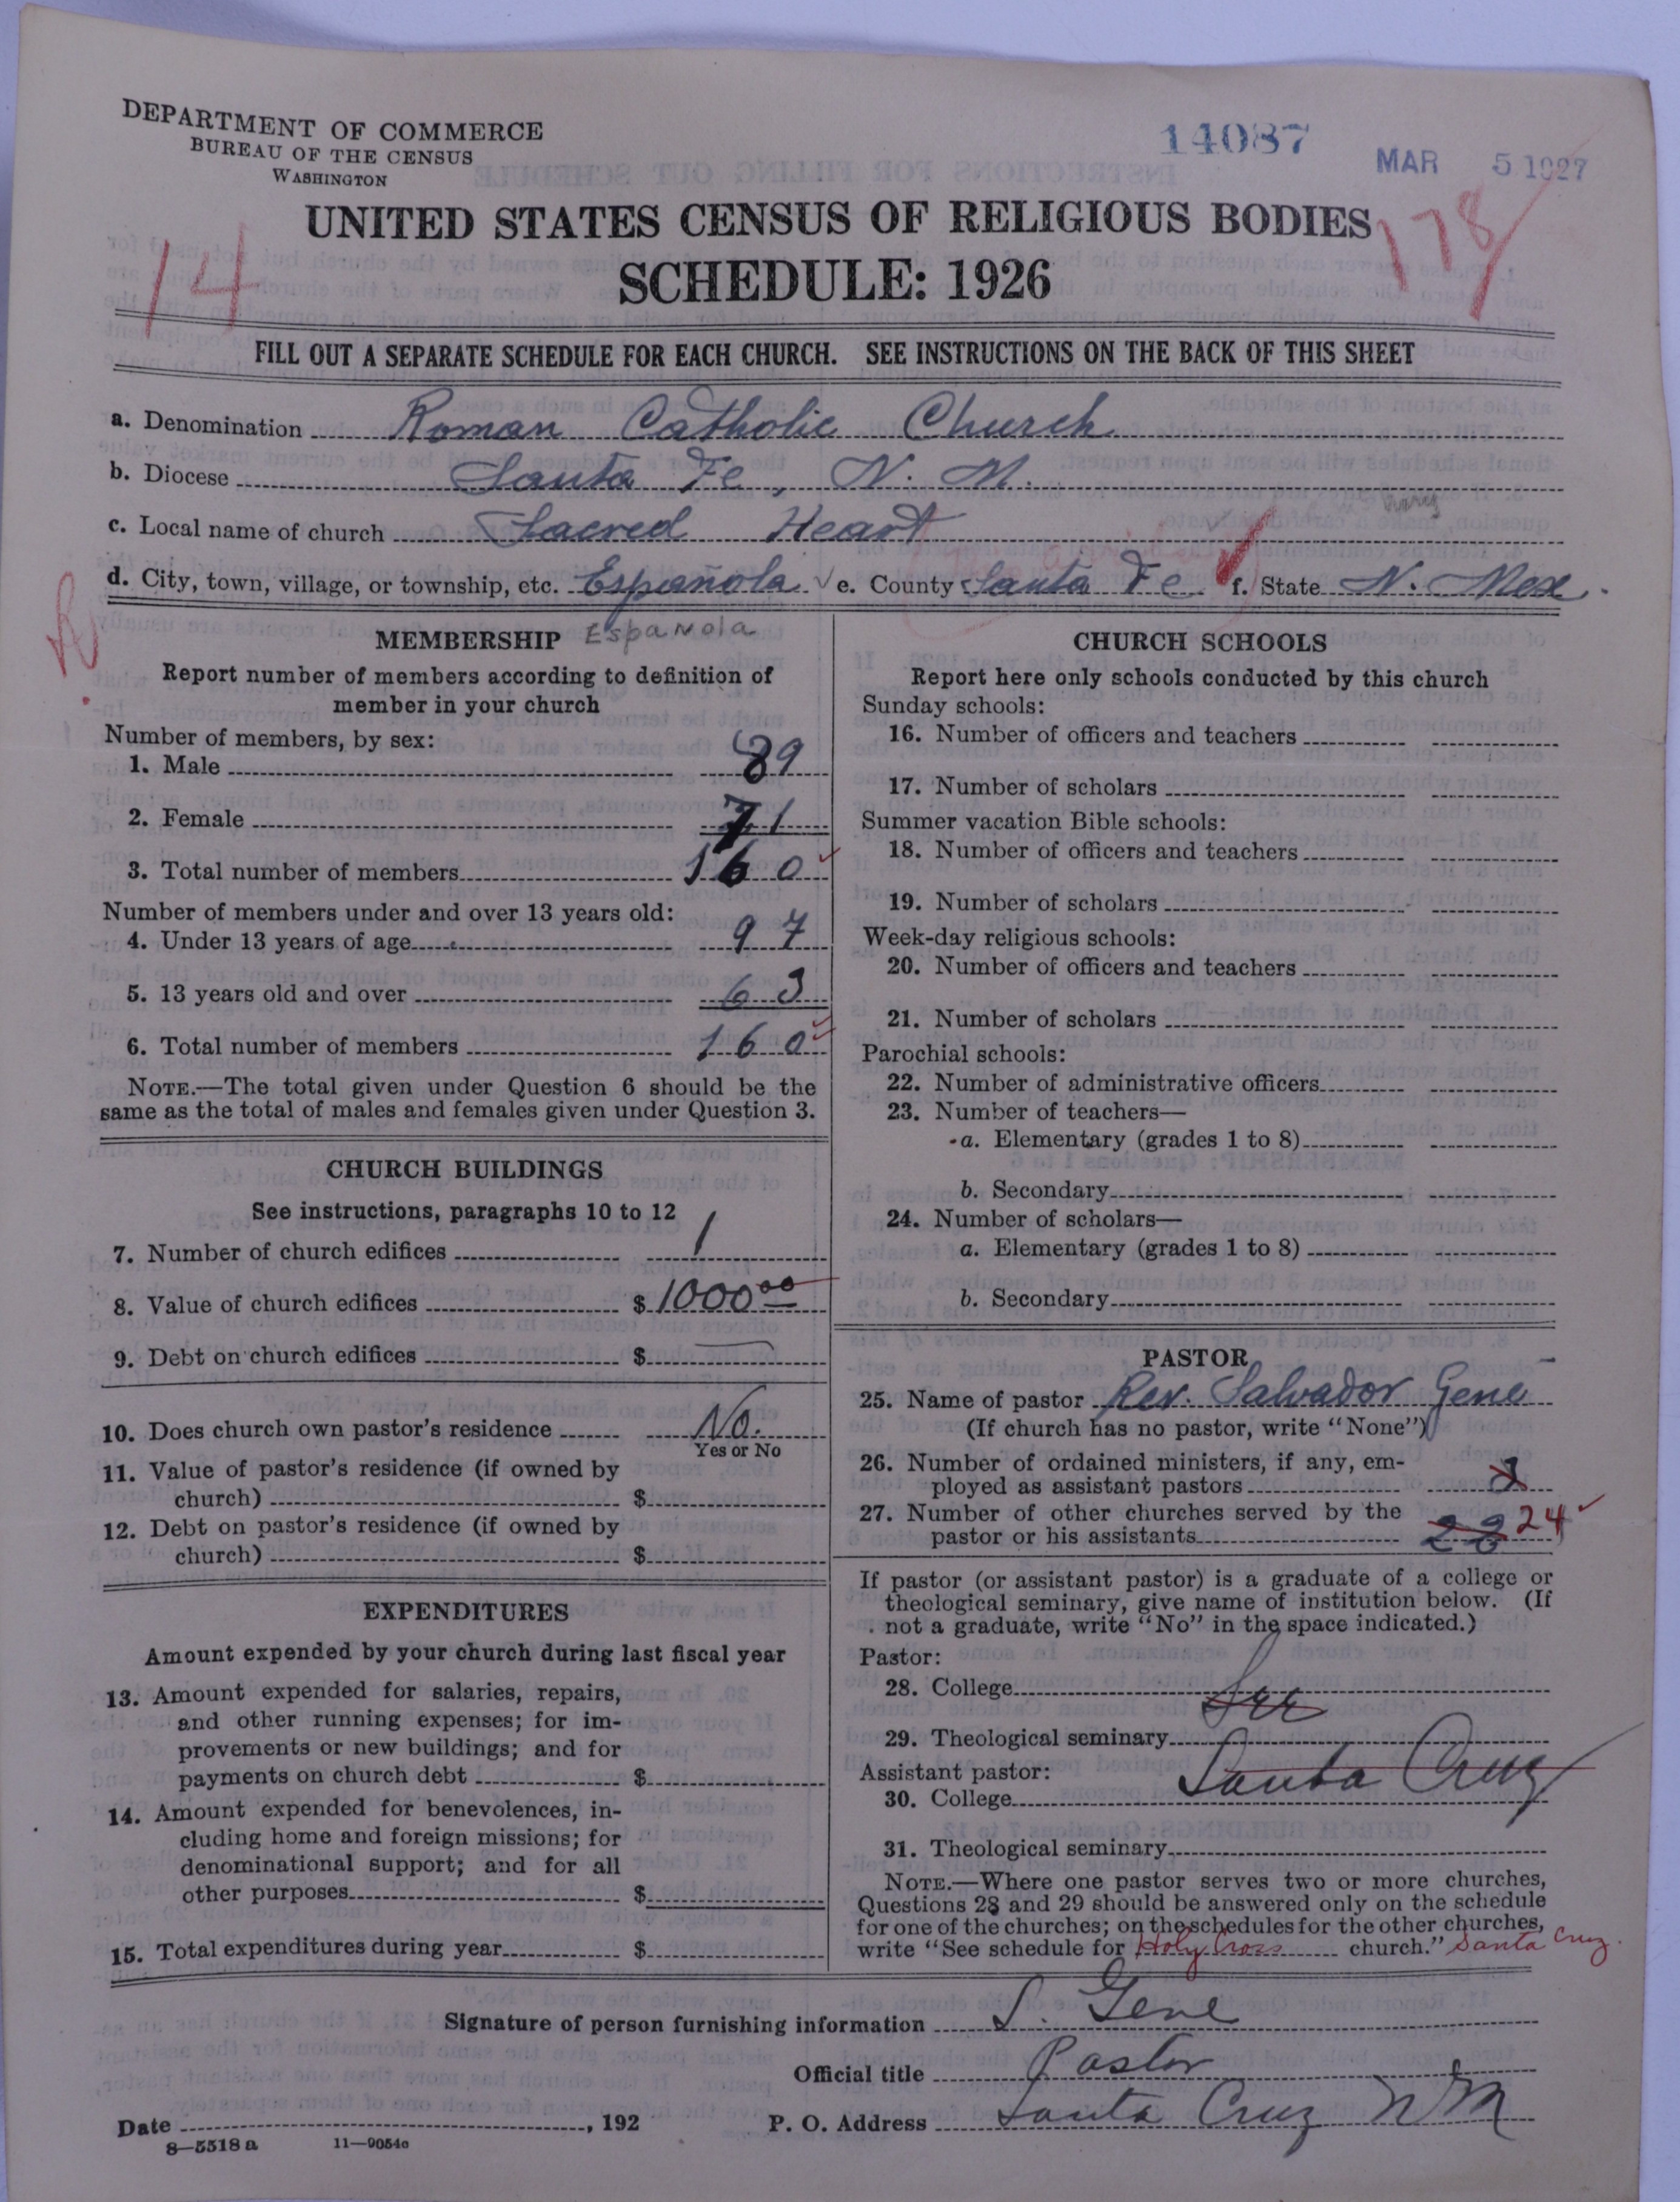 DEPARTMENT OF COMMERCE
BUREAU OF THE CENSUS
WASHINGTON
14087
MAR 5 1927
UNITED STATES CENSUS OF RELIGIOUS BODIES
SCHEDULE: 1926
14
178
FILL OUT A SEPARATE SCHEDULE FOR EACH CHURCH. SEE INSTRUCTIONS ON THE BACK OF THIS SHEET
a. Denomination Roman Catholic Church
b. Diocese Santa Fe, N. M.
c. Local name of church Sacred Heart
d. City, town, village, or township, etc. Española e. County Santa Fe f. State N. Mex.
R.
MEMBERSHIP Espanola
Report number of members according to definition of
member in your church
Number of members, by sex:
1. Male 89
2. Female 71
3. Total number of members 160
Number of members under and over 13 years old:
4. Under 13 years of age 97
5. 13 years old and over 63
6. Total number of members 160
NOTE.—The total given under Question 6 should be the
same as the total of males and females given under Question 3.
CHURCH BUILDINGS
See instructions, paragraphs 10 to 12
7. Number of church edifices 1
8. Value of church edifices $ 1000 00
9. Debt on church edifices $ —
10. Does church own pastor's residence No.
Yes or No
11. Value of pastor's residence (if owned by
church) $
12. Debt on pastor's residence (if owned by
church) $
EXPENDITURES
Amount expended by your church during last fiscal year
13. Amount expended for salaries, repairs,
and other running expenses; for im-
provements or new buildings; and for
payments on church debt $
14. Amount expended for benevolences, in-
cluding home and foreign missions; for
denominational support; and for all
other purposes $
15. Total expenditures during year $
CHURCH SCHOOLS
Report here only schools conducted by this church
Sunday schools:
16. Number of officers and teachers
17. Number of scholars
Summer vacation Bible schools:
18. Number of officers and teachers
19. Number of scholars
Week-day religious schools:
20. Number of officers and teachers
21. Number of scholars
Parochial schools:
22. Number of administrative officers
23. Number of teachers—
a. Elementary (grades 1 to 8)
b. Secondary
24. Number of scholars—
a. Elementary (grades 1 to 8)
b. Secondary
PASTOR
25. Name of pastor Rev. Salvador Gene
(If church has no pastor, write "None")
26. Number of ordained ministers, if any, em-
ployed as assistant pastors
27. Number of other churches served by the
pastor or his assistants 24
If pastor (or assistant pastor) is a graduate of a college or
theological seminary, give name of institution below. (If
not a graduate, write "No" in the space indicated.)
Pastor:
28. College See
29. Theological seminary
Assistant pastor: Santa Cruz
30. College
31. Theological seminary
NOTE.—Where one pastor serves two or more churches,
Questions 28 and 29 should be answered only on the schedule
for one of the churches; on the schedules for the other churches,
write "See schedule for Holy Cross church." Santa Cruz.
Signature of person furnishing information S. Gene
Official title Pastor
Date , 192 P. O. Address Santa Cruz N M
8—5518 a 11—9054c